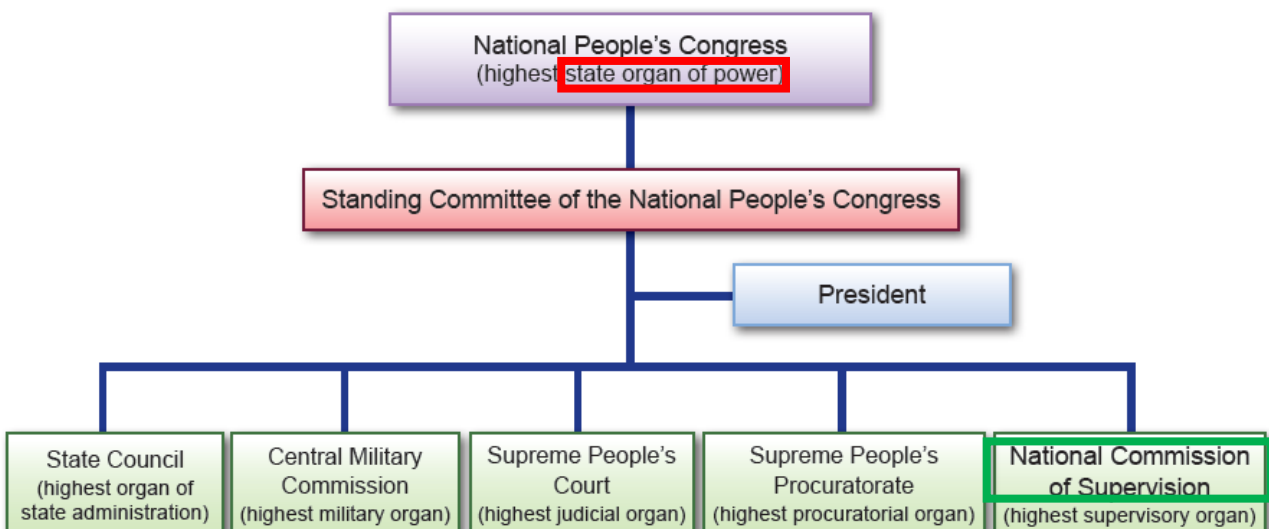 National People's Congress
(highest state organ of power)
Standing Committee of the National People's Congress
President
State Council
(highest organ of
state administration)
Central Military
Commission
(highest military organ)
Supreme People's
Court
(highest judicial organ)
Supreme People's
Procuratorate
(highest procuratorial organ)
National Commission
of Supervision
(highest supervisory organ)